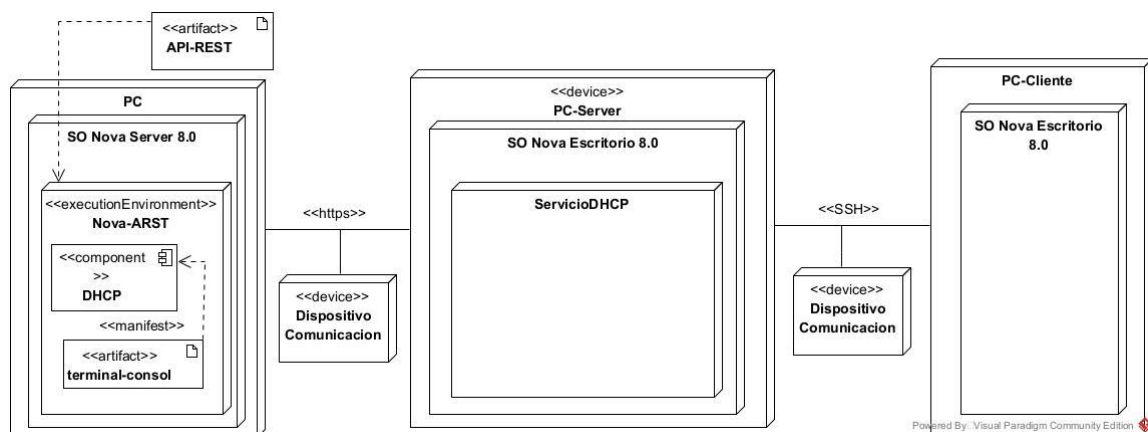 <<artifact>>
API-REST
PC
SO Nova Server 8.0
<<executionEnvironment>>
Nova-ARST
<<component
>>
DHCP
<<manifest>>
<<artifact>>
terminal-consol
<<https>>
<<device>>
Dispositivo
Comunicacion
<<device>>
PC-Server
SO Nova Escritorio 8.0
ServicioDHCP
<<SSH>>
<<device>>
Dispositivo
Comunicacion
PC-Cliente
SO Nova Escritorio
8.0
Powered By: Visual Paradigm Community Edition